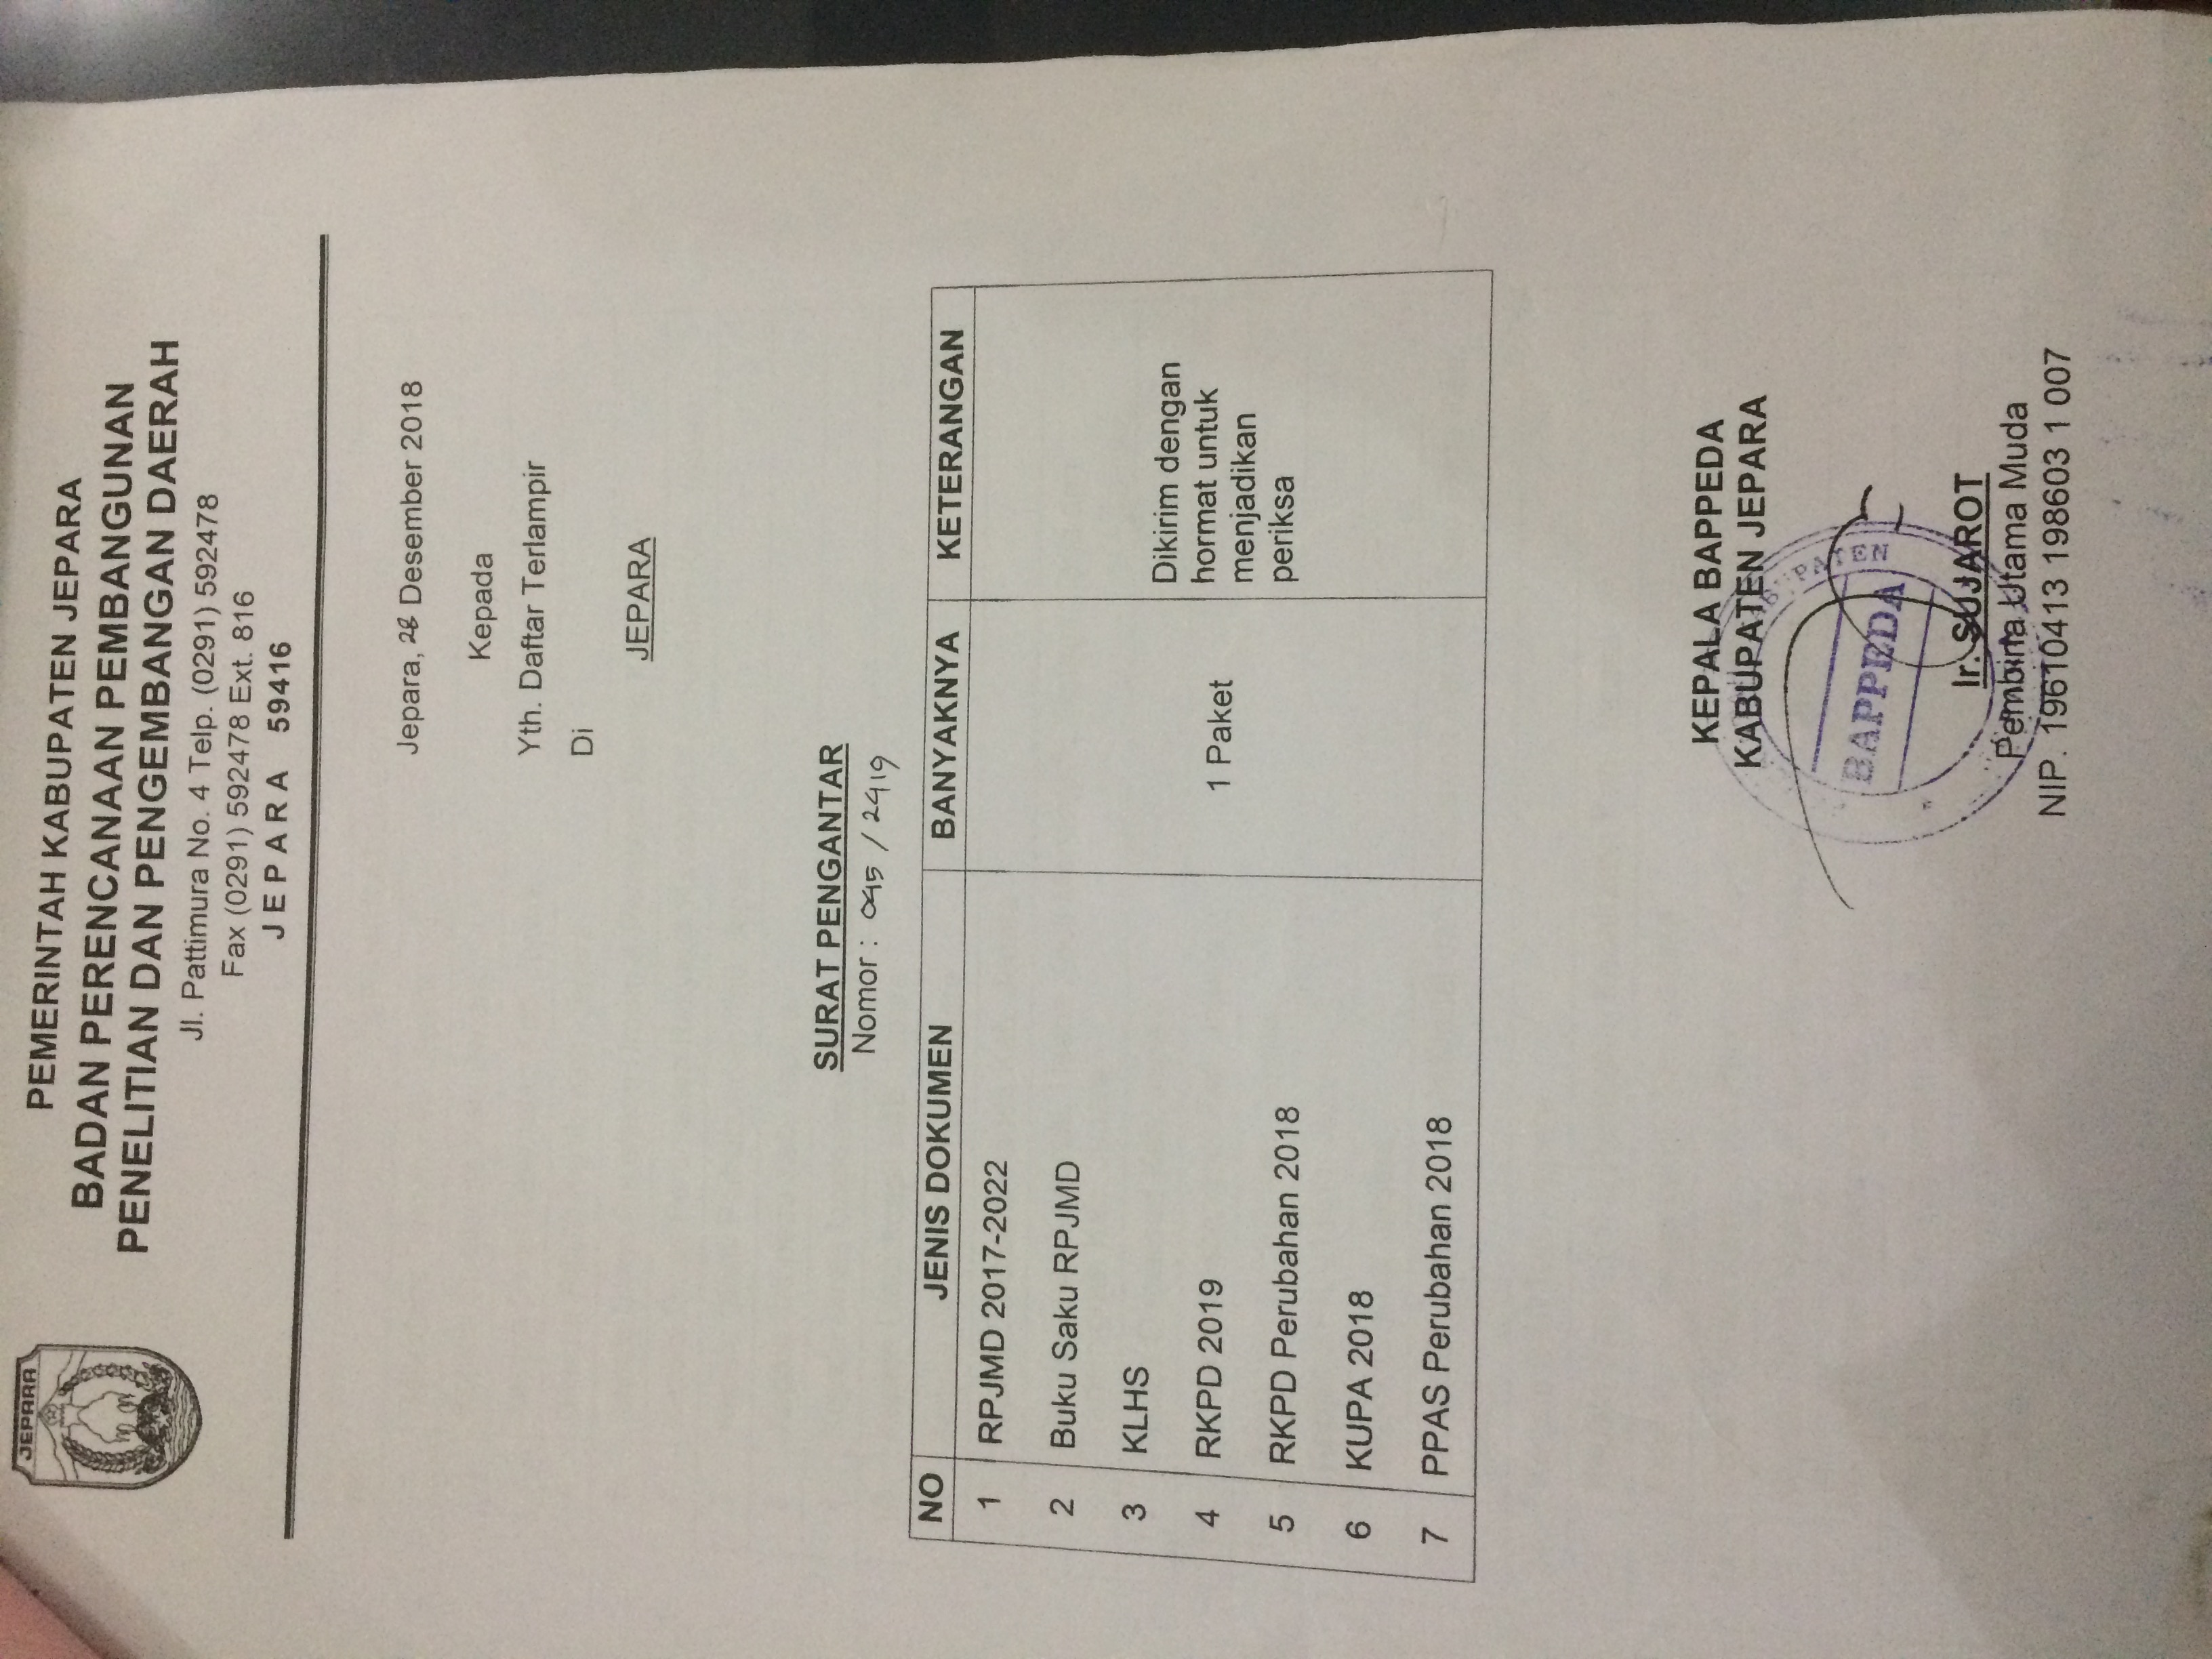 JEPARA
PEMERINTAH KABUPATEN JEPARA
BADAN PERENCANAAN PEMBANGUNAN
PENELITIAN DAN PENGEMBANGAN DAERAH
Jl. Pattimura No. 4 Telp. (0291) 592478
Fax (0291) 592478 Ext. 816
JEPARA 59416
Jepara, 28 Desember 2018
Kepada
Yth. Daftar Terlampir
Di
JEPARA
SURAT PENGANTAR
Nomor : 045 / 2419
NO JENIS DOKUMEN BANYAKNYA KETERANGAN
1 RPJMD 2017-2022
2 Buku Saku RPJMD
3 KLHS
4 RKPD 2019
5 RKPD Perubahan 2018
6 KUPA 2018
7 PPAS Perubahan 2018
1 Paket
Dikirim dengan
hormat untuk
menjadikan
periksa
KEPALA BAPPEDA
KABUPATEN JEPARA
BAPPEDA
Ir. SUJAROT
Pembina Utama Muda
NIP. 19610413 198603 1 007